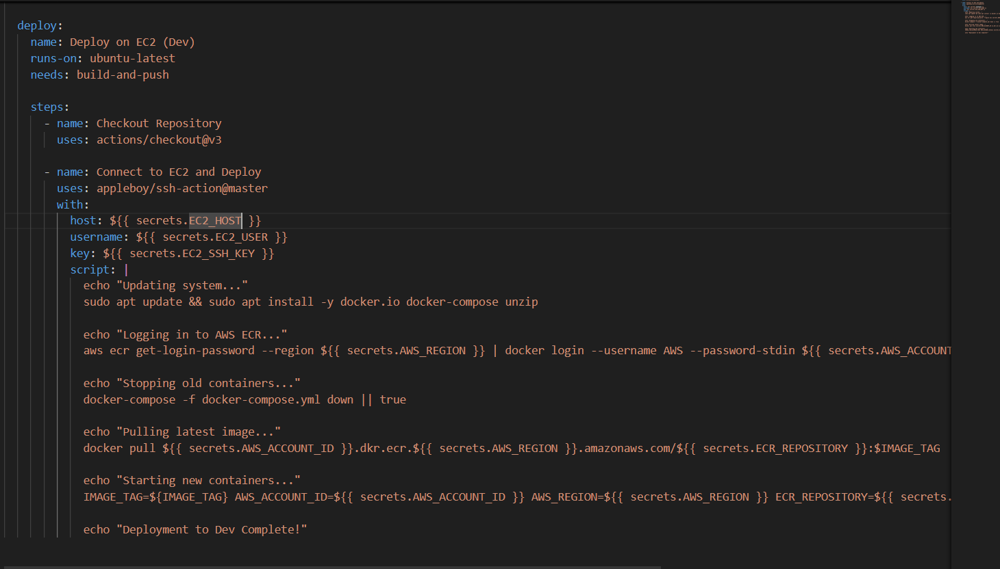 deploy:
name: Deploy on EC2 (Dev)
runs-on: ubuntu-latest
needs: build-and-push
steps:
- name: Checkout Repository
uses: actions/checkout@v3
- name: Connect to EC2 and Deploy
uses: appleboy/ssh-action@master
with:
host: ${{ secrets.EC2_HOST }}
username: ${{ secrets.EC2_USER }}
key: ${{ secrets.EC2_SSH_KEY }}
script: |
echo "Updating system..."
sudo apt update && sudo apt install -y docker.io docker-compose unzip
echo "Logging in to AWS ECR..."
aws ecr get-login-password --region ${{ secrets.AWS_REGION }} | docker login --username AWS --password-stdin ${{ secrets.AWS_ACCOUNT
echo "Stopping old containers..."
docker-compose -f docker-compose.yml down || true
echo "Pulling latest image..."
docker pull ${{ secrets.AWS_ACCOUNT_ID }}.dkr.ecr.${{ secrets.AWS_REGION }}.amazonaws.com/${{ secrets.ECR_REPOSITORY }}:$IMAGE_TAG
echo "Starting new containers..."
IMAGE_TAG=${IMAGE_TAG} AWS_ACCOUNT_ID=${{ secrets.AWS_ACCOUNT_ID }} AWS_REGION=${{ secrets.AWS_REGION }} ECR_REPOSITORY=${{ secrets.
echo "Deployment to Dev Complete!"